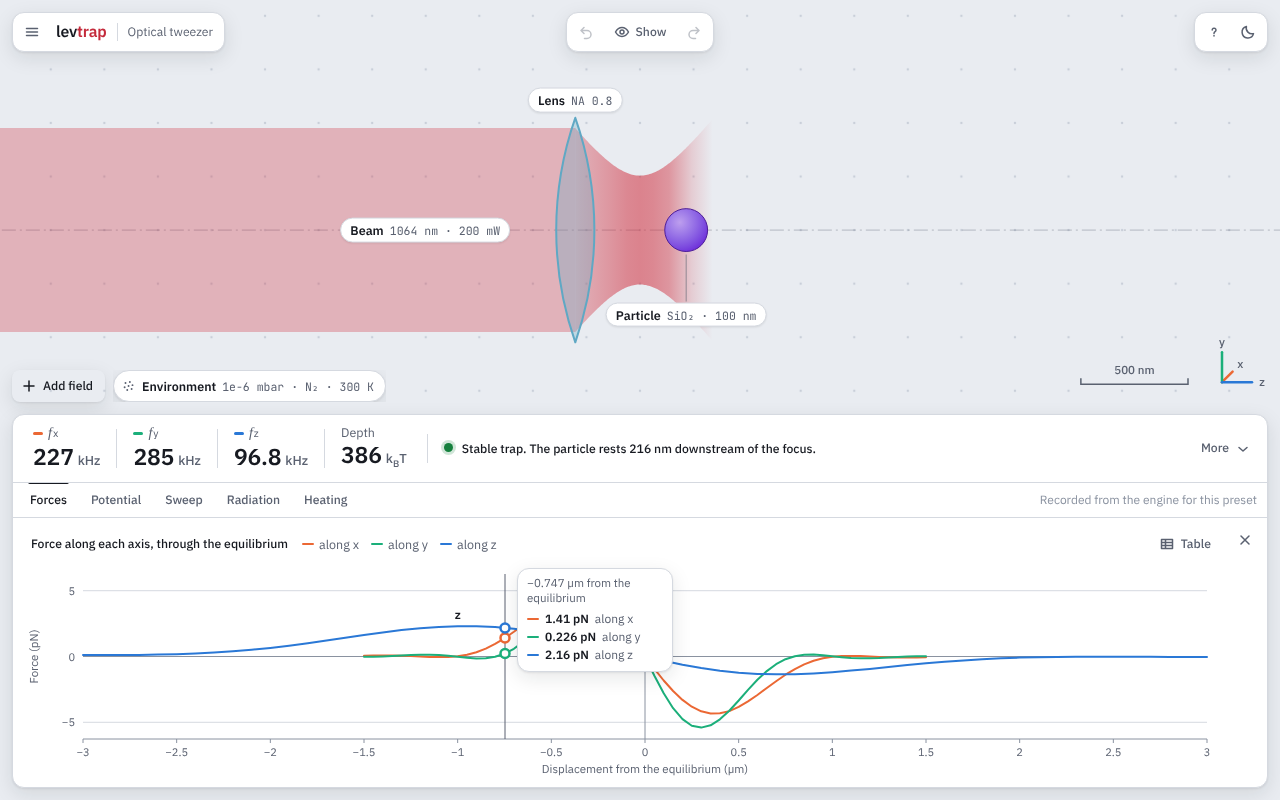 levtrap
Optical tweezer
Show
?
Lens NA 0.8
Beam 1064 nm · 200 mW
Particle SiO₂ · 100 nm
y
x
z
500 nm
Add field
Environment 1e-6 mbar · N₂ · 300 K
fx
227 kHz
fy
285 kHz
fz
96.8 kHz
Depth
386 kBT
Stable trap. The particle rests 216 nm downstream of the focus.
More
Forces
Potential
Sweep
Radiation
Heating
Recorded from the engine for this preset
Force along each axis, through the equilibrium
along x
along y
along z
Table
−0.747 µm from the
equilibrium
1.41 pN along x
0.226 pN along y
2.16 pN along z
z
5
0
−5
Force (pN)
−3 −2.5 −2 −1.5 −1 −0.5 0 0.5 1 1.5 2 2.5 3
Displacement from the equilibrium (µm)